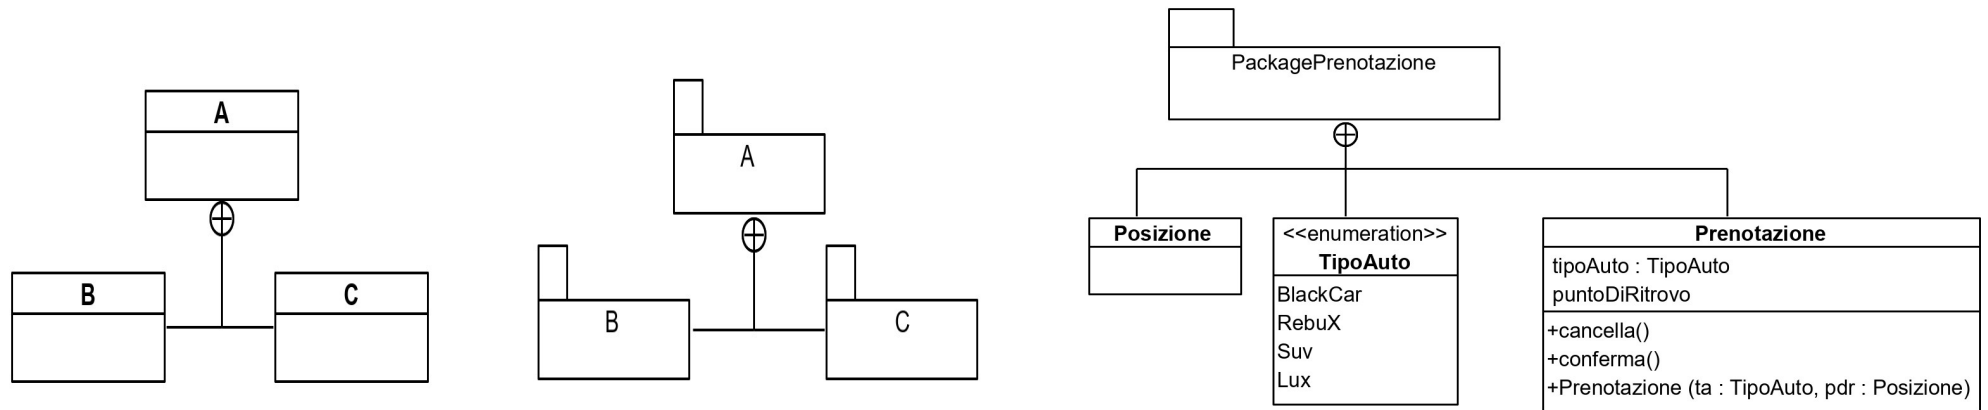 A
B
C
A
B
C
PackagePrenotazione
Posizione
<<enumeration>>
TipoAuto
BlackCar
RebuX
Suv
Lux
Prenotazione
tipoAuto : TipoAuto
puntoDiRitrovo
+cancella()
+conferma()
+Prenotazione (ta : TipoAuto, pdr : Posizione)